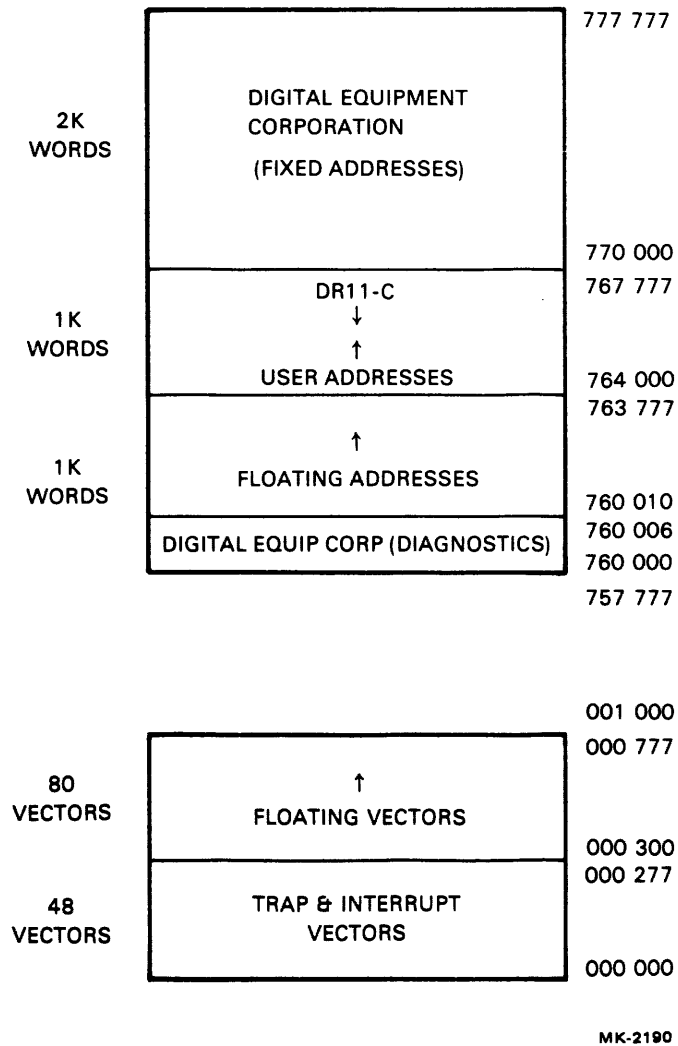 777 777
2K
WORDS
DIGITAL EQUIPMENT
CORPORATION
(FIXED ADDRESSES)
770 000
767 777
1K
WORDS
DR11-C
↓
↑
USER ADDRESSES
764 000
763 777
1K
WORDS
↑
FLOATING ADDRESSES
760 010
760 006
DIGITAL EQUIP CORP (DIAGNOSTICS)
760 000
757 777
001 000
000 777
80
VECTORS
↑
FLOATING VECTORS
000 300
000 277
48
VECTORS
TRAP & INTERRUPT
VECTORS
000 000
MK-2190